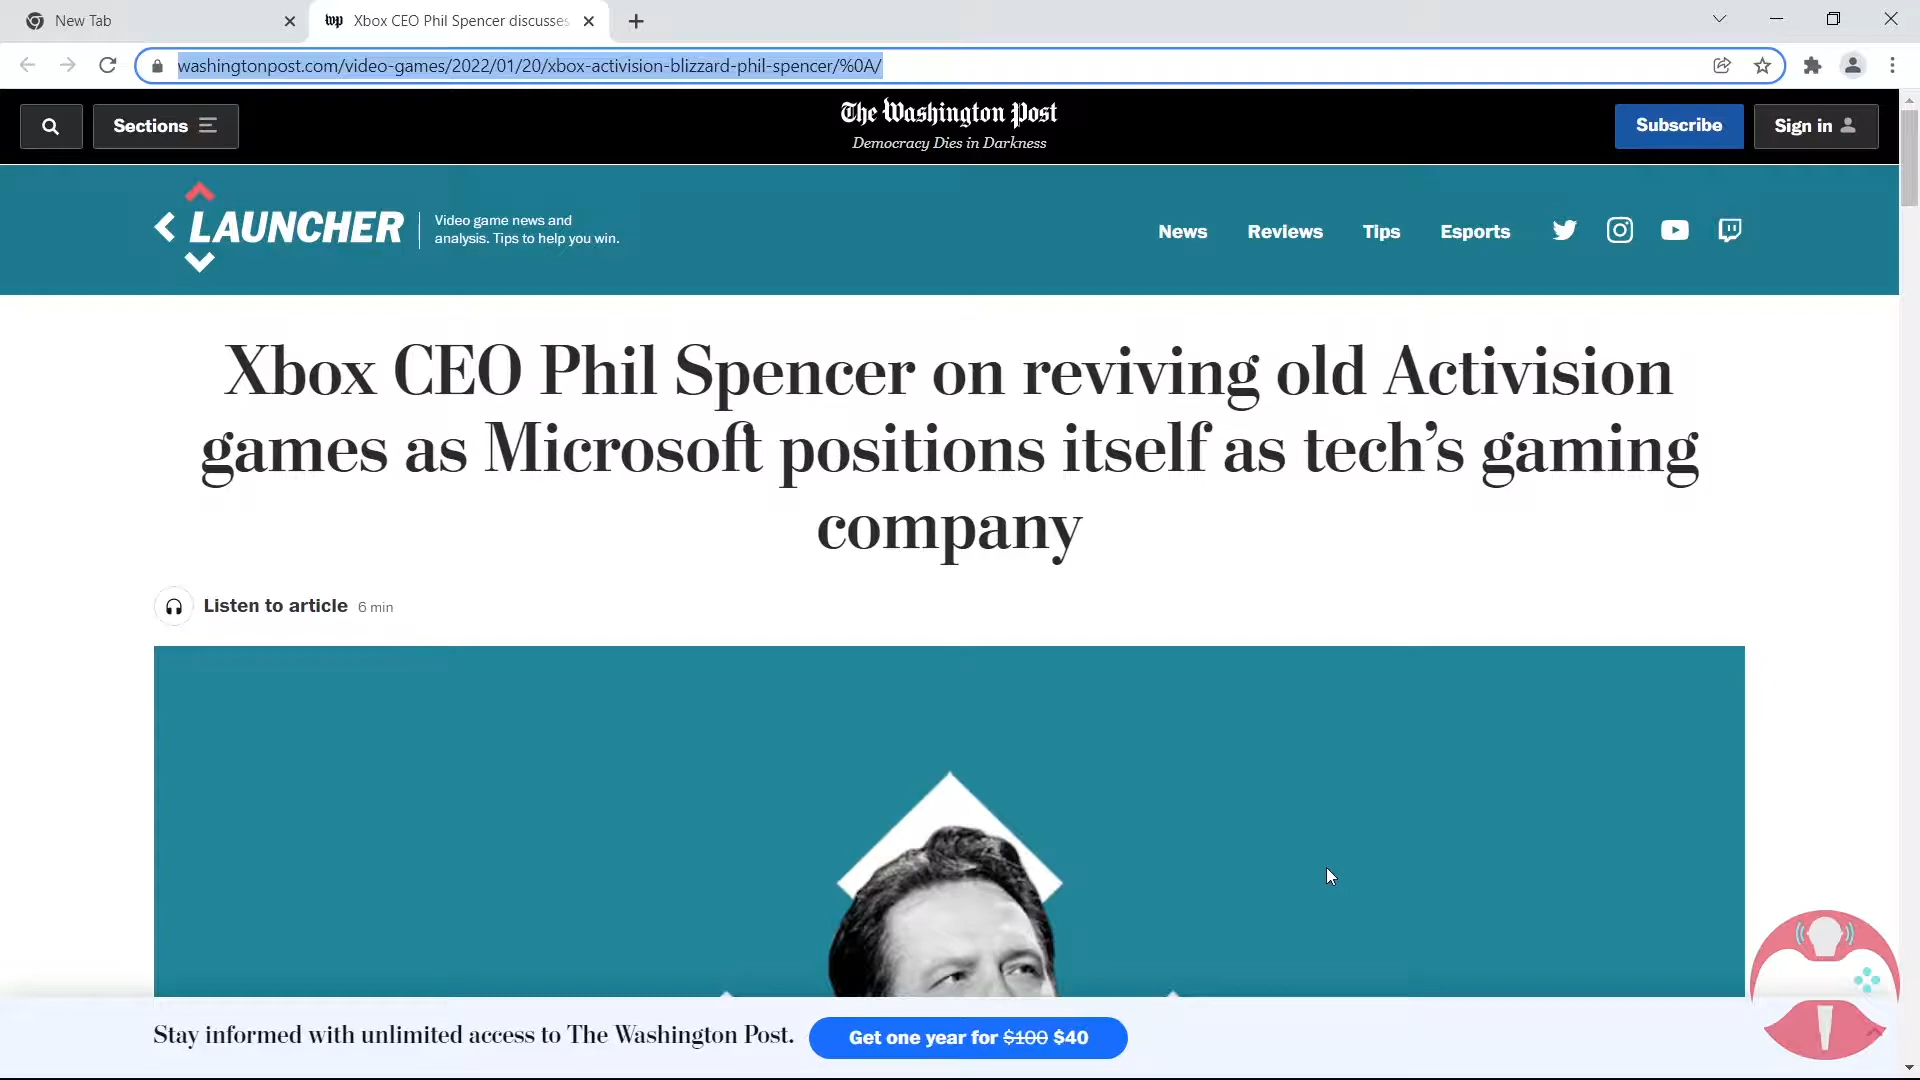 New Tab
Xbox CEO Phil Spencer discusses
washingtonpost.com/video-games/2022/01/20/xbox-activision-blizzard-phil-spencer/%0A/
Sections
The Washington Post
Democracy Dies in Darkness
Subscribe
Sign in
LAUNCHER
Video game news and
analysis. Tips to help you win.
News
Reviews
Tips
Esports
Xbox CEO Phil Spencer on reviving old Activision
games as Microsoft positions itself as tech’s gaming
company
Listen to article 6 min
Stay informed with unlimited access to The Washington Post.
Get one year for $100 $40